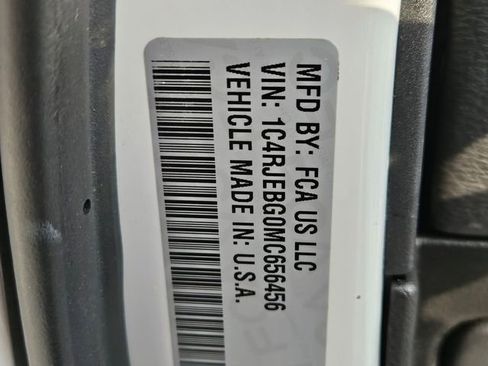 MFD BY: FCA US LLC
VIN: 1C4RJEBG0MC656456
VEHICLE MADE IN: U.S.A.